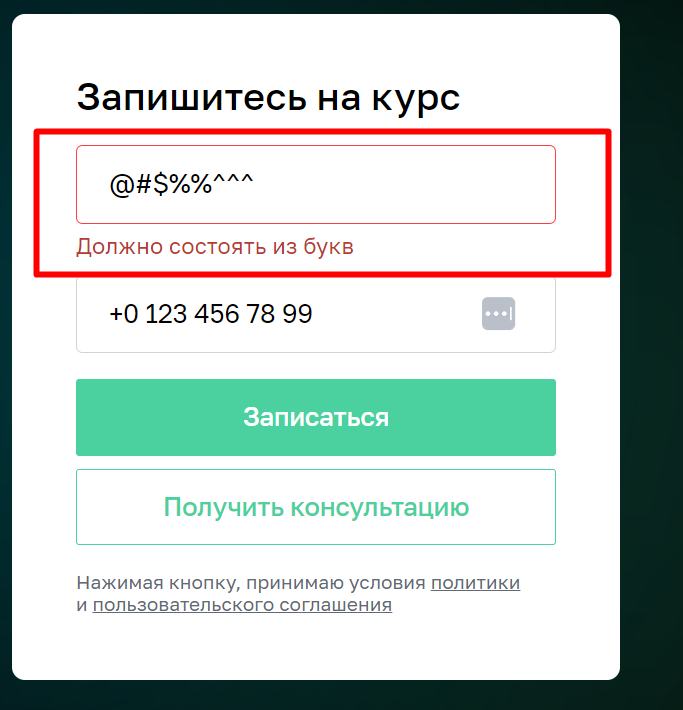 Запишитесь на курс
@#$%%^^^
Должно состоять из букв
+0 123 456 78 99
Записаться
Получить консультацию
Нажимая кнопку, принимаю условия политики
и пользовательского соглашения